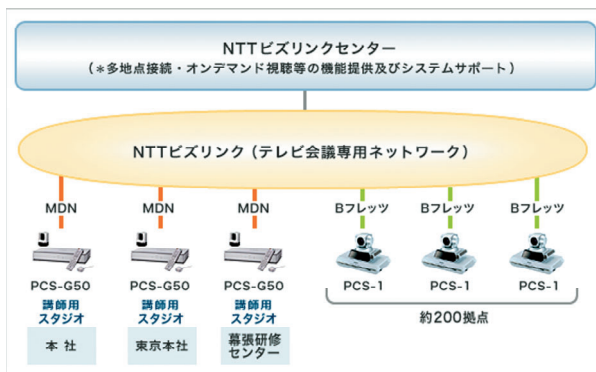 NTTビズリンクセンター
（＊多地点接続・オンデマンド視聴等の機能提供及びシステムサポート）
NTTビズリンク（テレビ会議専用ネットワーク）
MDN MDN MDN Bフレッツ Bフレッツ Bフレッツ
PCS-G50 PCS-G50 PCS-G50 PCS-1 PCS-1 PCS-1
講師用 講師用 講師用
スタジオ スタジオ スタジオ
約200拠点
本 社 東京本社 幕張研修
センター